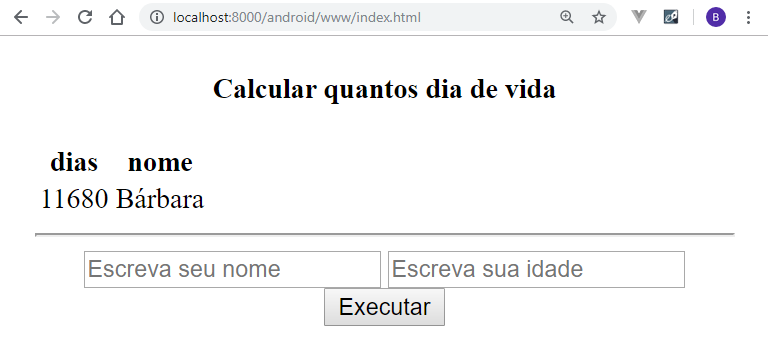 localhost:8000/android/www/index.html
B
Calcular quantos dia de vida
dias nome
11680 Bárbara
Escreva seu nome Escreva sua idade
Executar